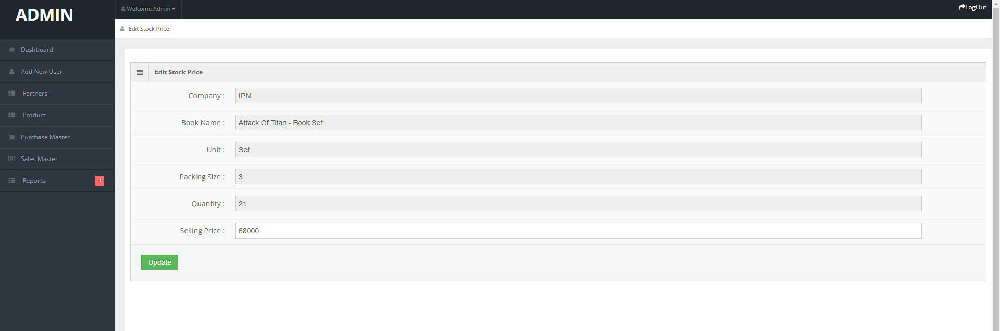 ADMIN
Welcome Admin
LogOut
Edit Stock Price
Dashboard
Add New User
Partners
Product
Purchase Master
Sales Master
Reports +
Edit Stock Price
Company : IPM
Book Name : Attack Of Titan - Book Set
Unit : Set
Packing Size : 3
Quantity : 21
Selling Price : 68000
Update